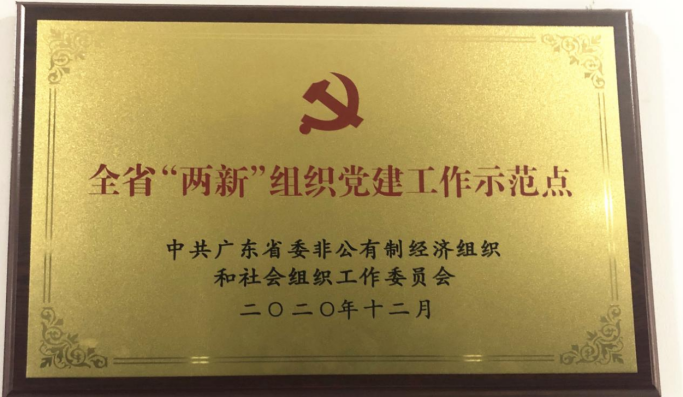 全省“两新”组织党建工作示范点
中共广东省委非公有制经济组织
和社会组织工作委员会
二〇二〇年十二月